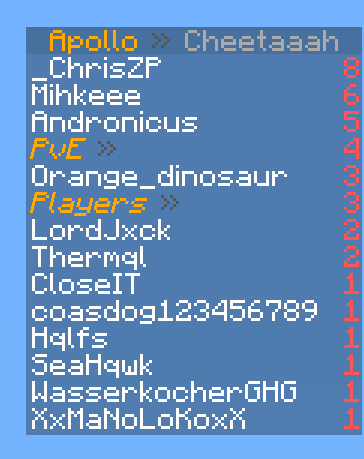 Apollo » Cheetaaah
_ChrisZP 8
Mihkeee 6
Andronicus 5
PvE » 4
Orange_dinosaur 3
Players » 3
LordJxck 2
Thermql 2
CloseIT 1
coasdog123456789 1
Hqlfs 1
SeaHqwk 1
WasserkocherGHG 1
XxMaNoLoKoxX 1